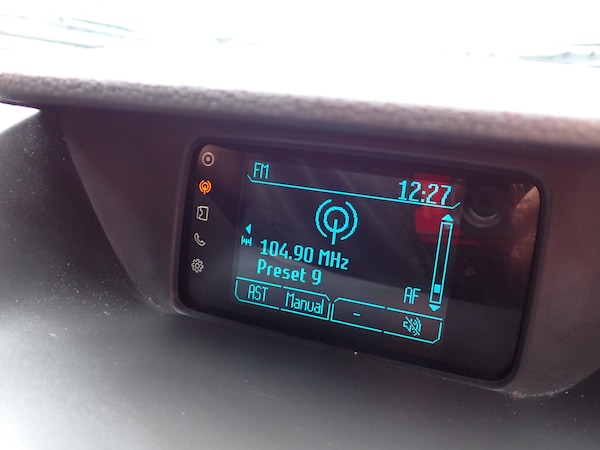 FM
12:27
104.90 MHz
Preset 9
AF
AST Manual -